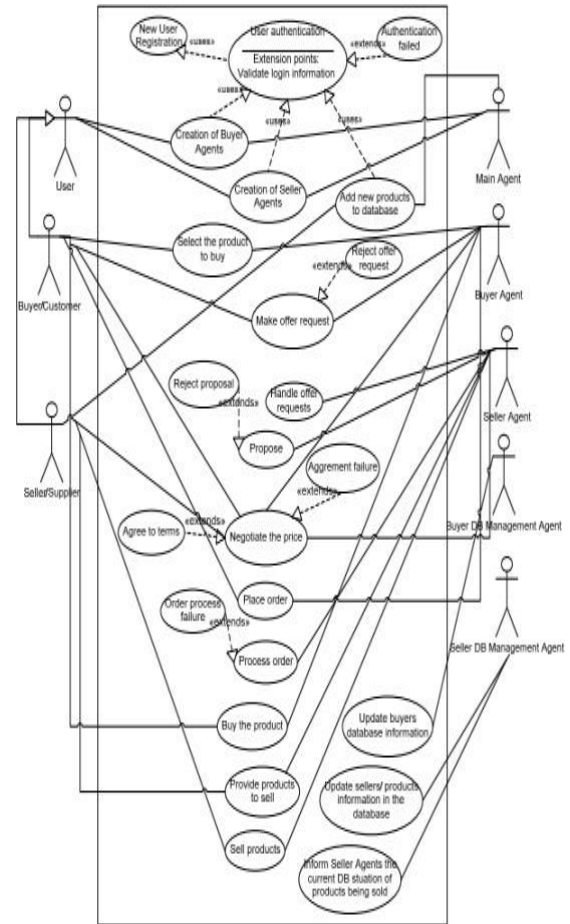 New User
Registration
«uses»
User authentication
Extension points:
Validate login information
«extends»
Authentication
failed
«uses»
«uses»
«uses»
User
Main Agent
Creation of Buyer
Agents
Creation of Seller
Agents
Add new products
to database
Select the product
to buy
Reject offer
request
«extends»
Buyer/Customer
Buyer Agent
Make offer request
Reject proposal
«extends»
Handle offer
requests
Propose
Seller Agent
Seller/Supplier
Aggrement failure
«extends»
Buyer DB Management Agent
Agree to terms
«extends»
Negotiate the price
Order process
failure
«extends»
Place order
Process order
Seller DB Management Agent
Buy the product
Update buyers
database information
Provide products
to sell
Update sellers/ products
information in the
database
Sell products
Inform Seller Agents the
current DB stuation of
products being sold